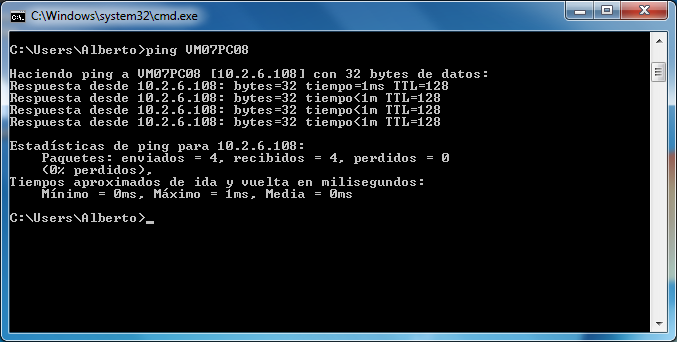 C:\Windows\system32\cmd.exe
C:\Users\Alberto>ping VM07PC08
Haciendo ping a VM07PC08 [10.2.6.108] con 32 bytes de datos:
Respuesta desde 10.2.6.108: bytes=32 tiempo=1ms TTL=128
Respuesta desde 10.2.6.108: bytes=32 tiempo<1m TTL=128
Respuesta desde 10.2.6.108: bytes=32 tiempo<1m TTL=128
Respuesta desde 10.2.6.108: bytes=32 tiempo<1m TTL=128
Estadísticas de ping para 10.2.6.108:
Paquetes: enviados = 4, recibidos = 4, perdidos = 0
(0% perdidos),
Tiempos aproximados de ida y vuelta en milisegundos:
Mínimo = 0ms, Máximo = 1ms, Media = 0ms
C:\Users\Alberto>_